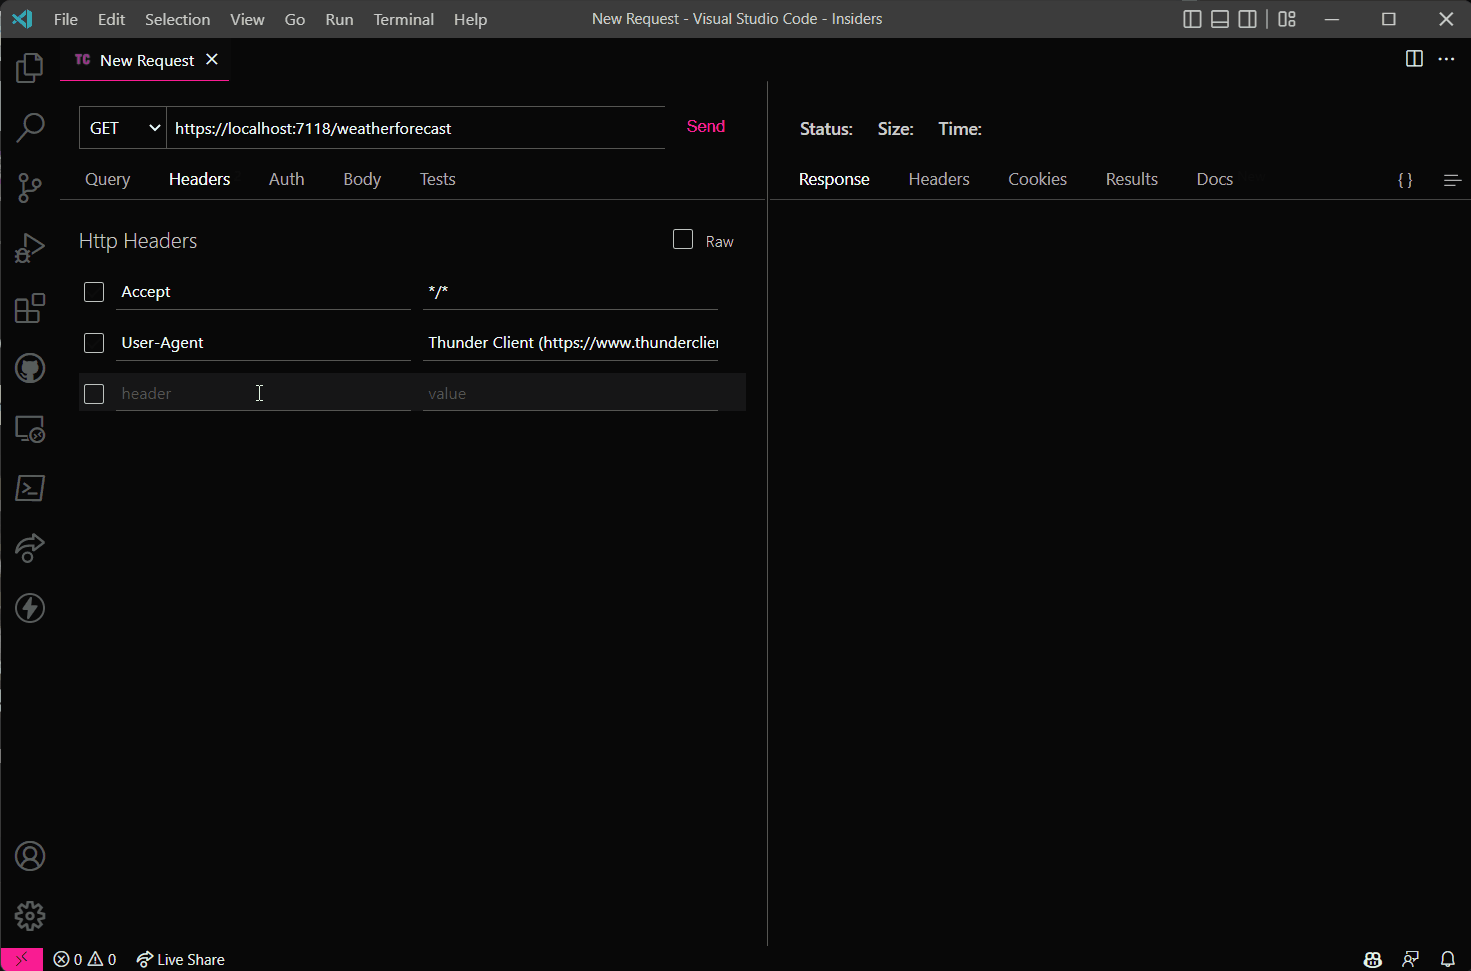 File Edit Selection View Go Run Terminal Help New Request - Visual Studio Code - Insiders
TC New Request
GET https://localhost:7118/weatherforecast Send
Status: Size: Time:
Query Headers Auth Body Tests
Response Headers Cookies Results Docs { }
Http Headers Raw
Accept */*
User-Agent Thunder Client (https://www.thunderclie
header value
0 0 Live Share